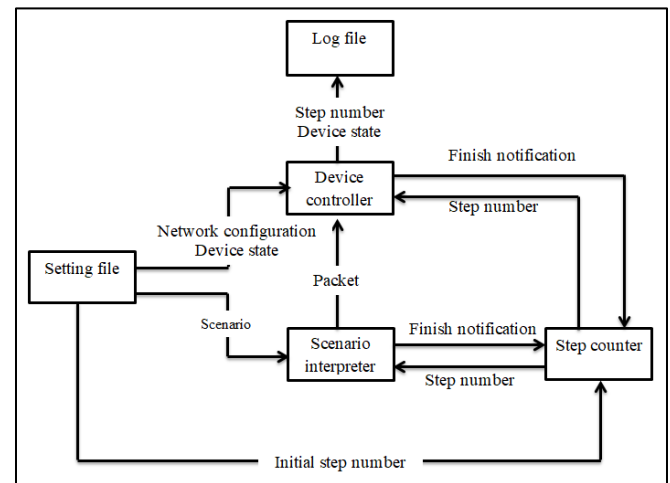 Log file
Step number
Device state
Finish notification
Device
controller
Step number
Network configuration
Device state
Setting file
Packet
Scenario
Finish notification
Scenario
interpreter
Step counter
Step number
Initial step number